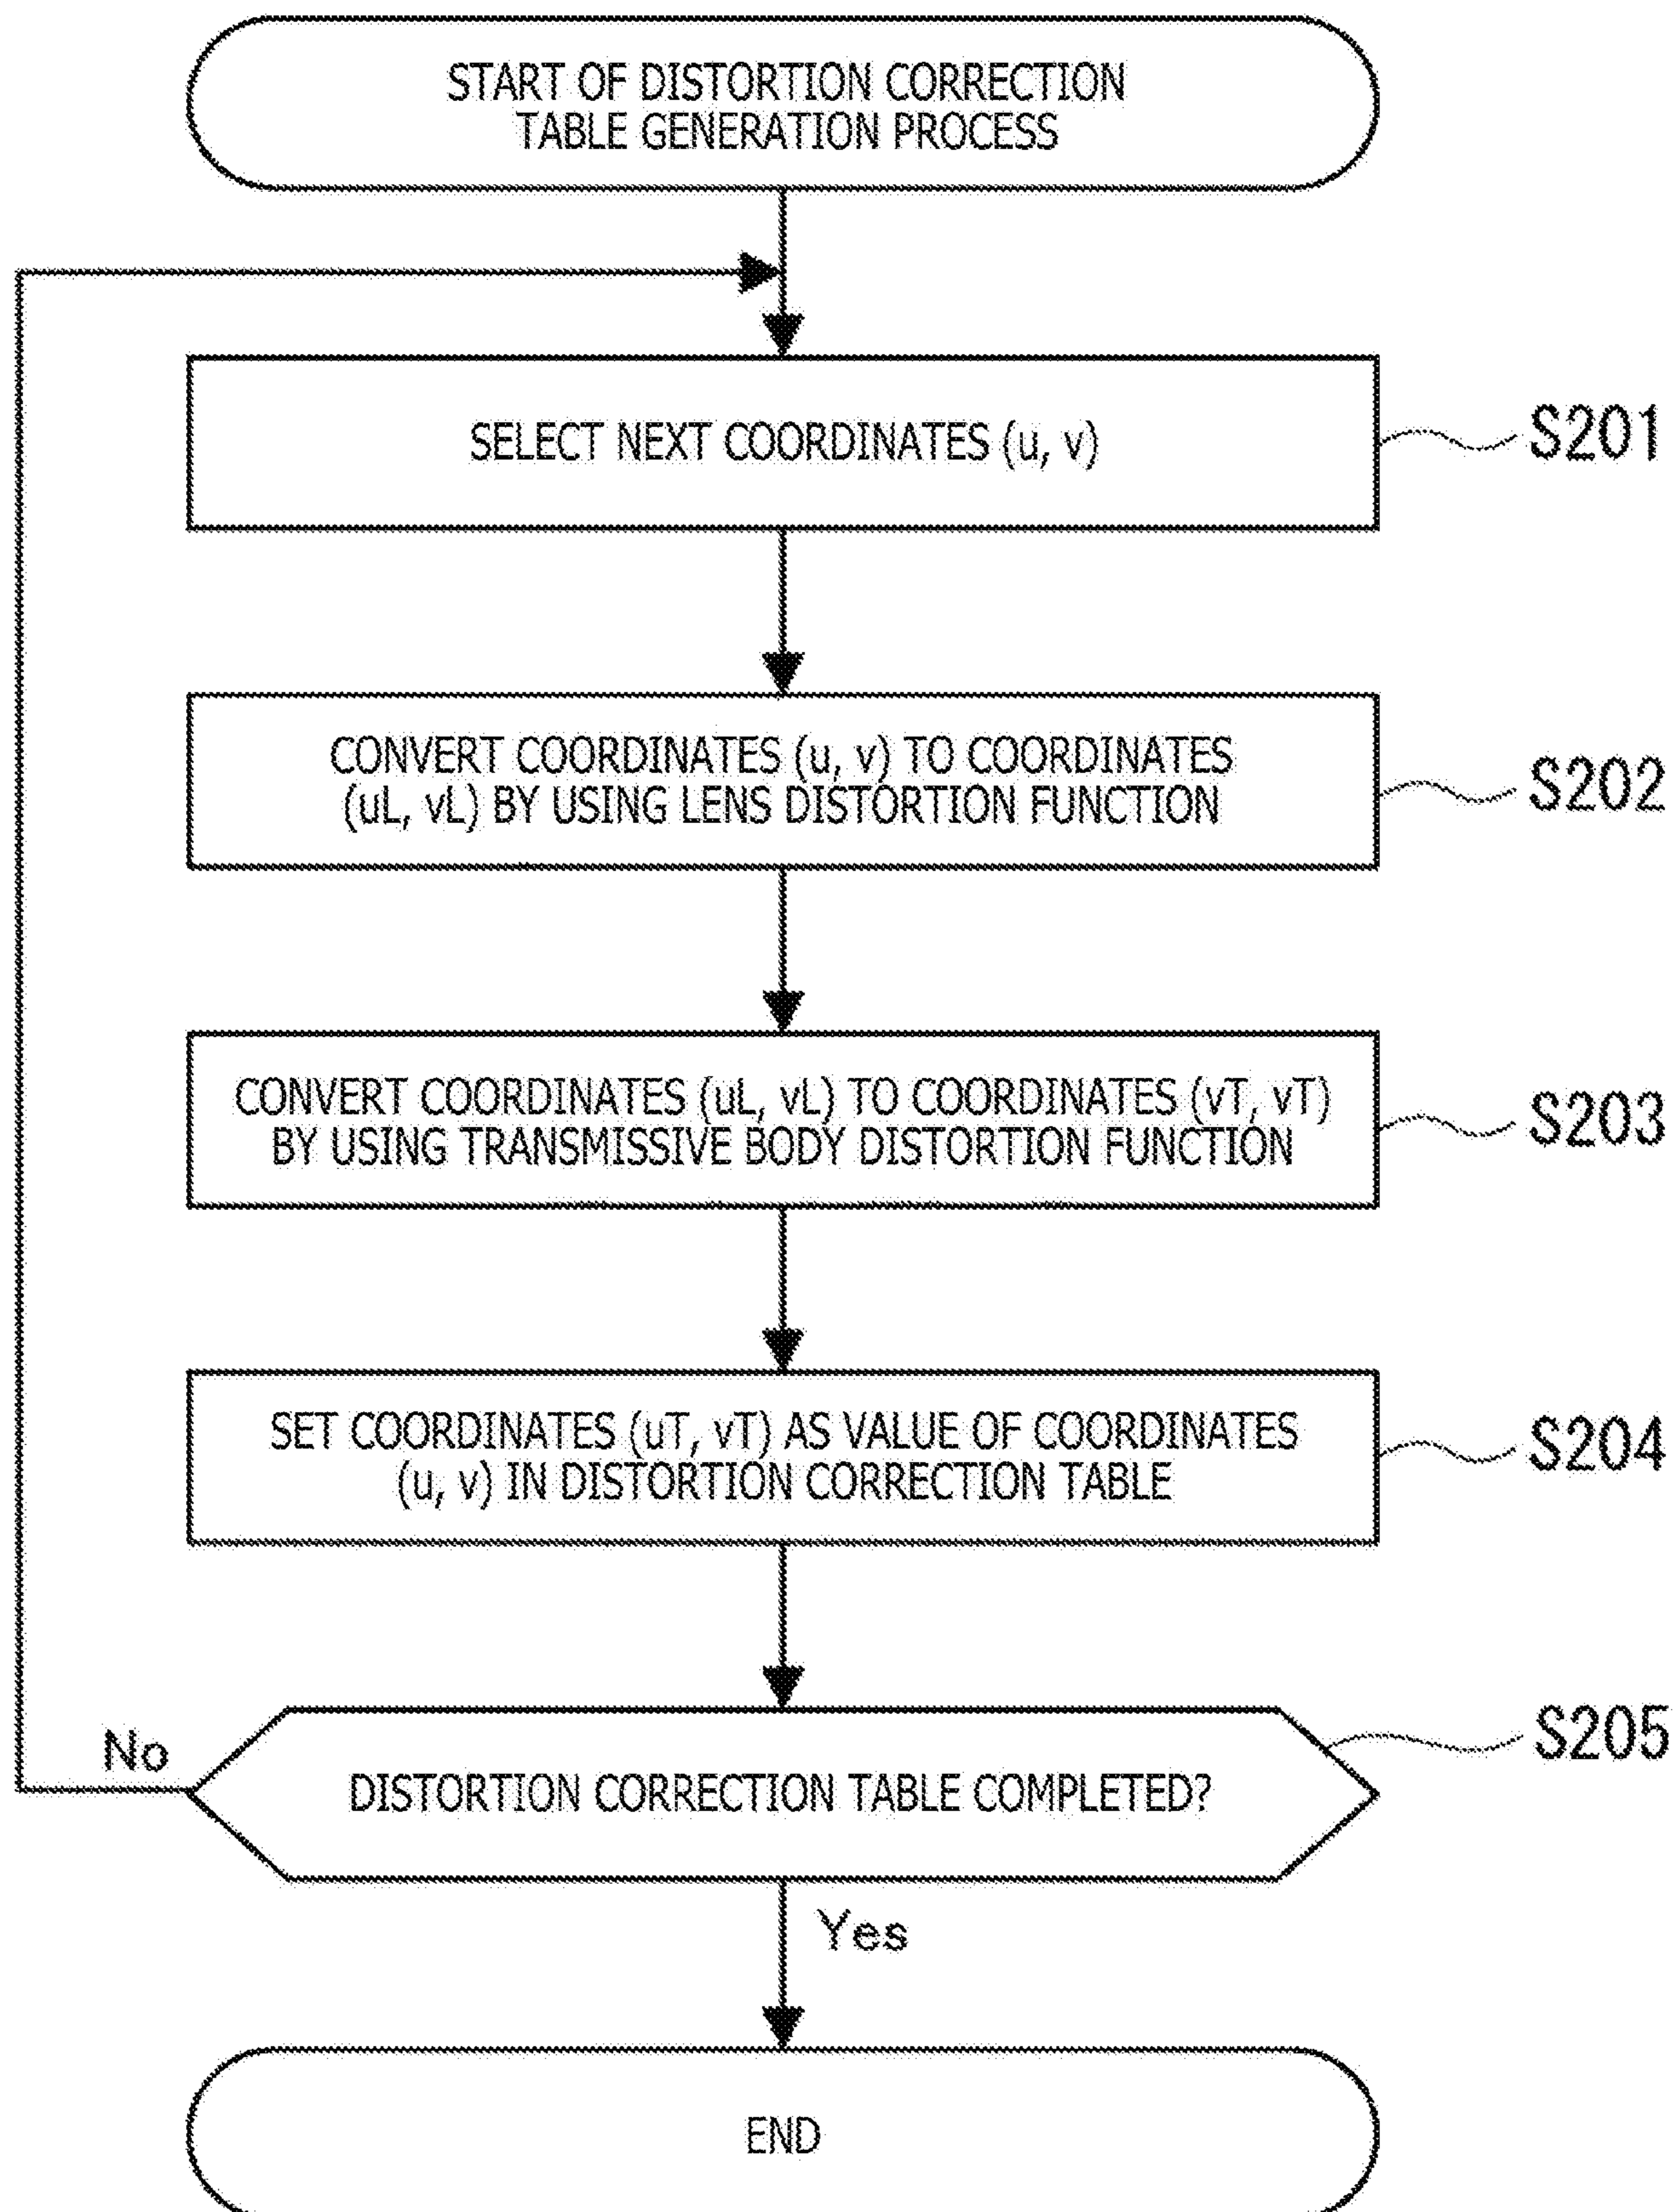 START OF DISTORTION CORRECTION
TABLE GENERATION PROCESS
SELECT NEXT COORDINATES (u, v)
S201
CONVERT COORDINATES (u, v) TO COORDINATES
(uL, vL) BY USING LENS DISTORTION FUNCTION
S202
CONVERT COORDINATES (uL, vL) TO COORDINATES (vT, vT)
BY USING TRANSMISSIVE BODY DISTORTION FUNCTION
S203
SET COORDINATES (uT, vT) AS VALUE OF COORDINATES
(u, v) IN DISTORTION CORRECTION TABLE
S204
No
DISTORTION CORRECTION TABLE COMPLETED?
S205
Yes
END